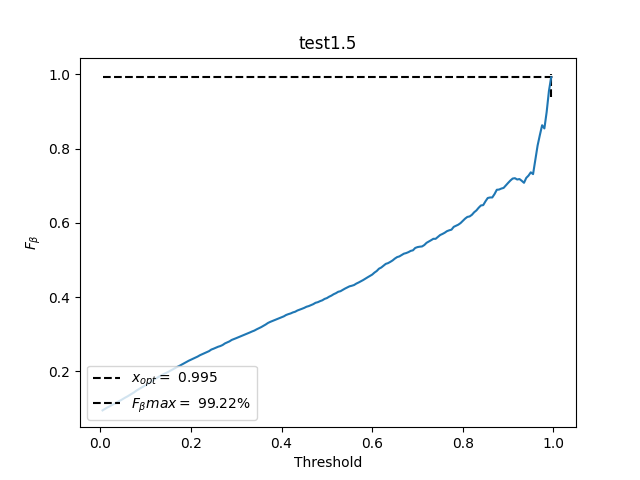 test1.5
1.0
0.8
0.6
0.4
0.2
F_β
x_opt = 0.995
F_β max = 99.22%
0.0 0.2 0.4 0.6 0.8 1.0
Threshold